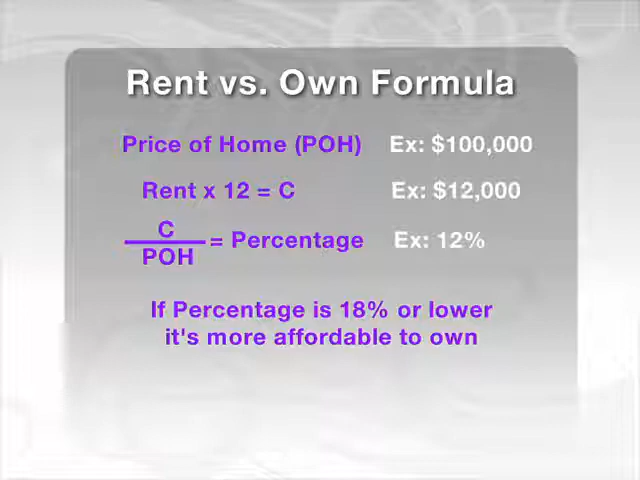 Rent vs. Own Formula
Price of Home (POH) Ex: $100,000
Rent x 12 = C Ex: $12,000
C
POH = Percentage Ex: 12%
If Percentage is 18% or lower
it's more affordable to own